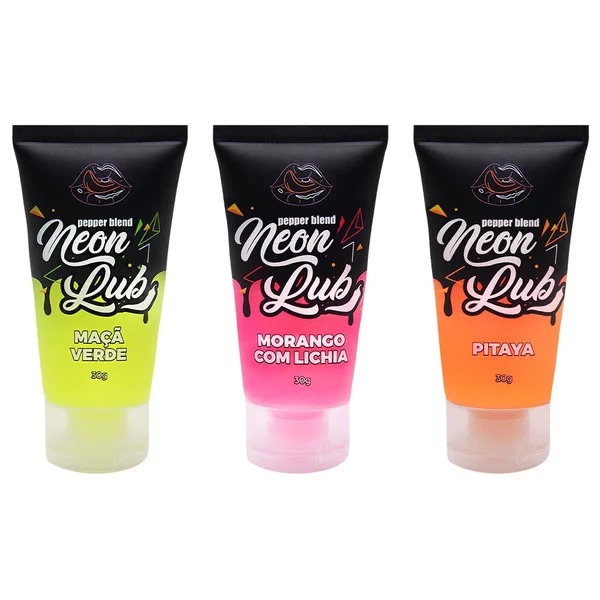 pepper blend
Neon
Lub
MAÇÃ
VERDE
30g
pepper blend
Neon
Lub
MORANGO
COM LICHIA
30g
pepper blend
Neon
Lub
PITAYA
30g